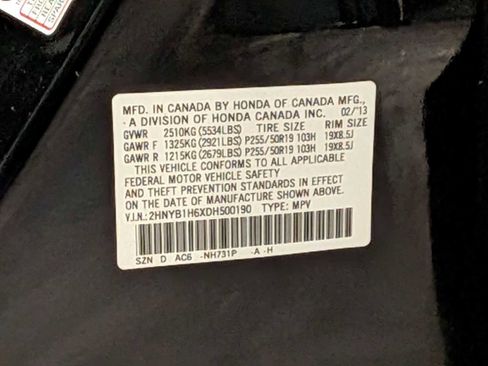 MFD. IN CANADA BY HONDA OF CANADA MFG.,
A DIVISION OF HONDA CANADA INC. 02/'13
GVWR 2510KG(5534LBS) TIRE SIZE RIM SIZE
GAWR F 1325KG(2921LBS)P255/50R19 103H 19X8.5J
GAWR R 1215KG(2679LBS)P255/50R19 103H 19X8.5J
THIS VEHICLE CONFORMS TO ALL APPLICABLE
FEDERAL MOTOR VEHICLE SAFETY
AND THEFT PREVENTION STANDARDS IN EFFECT
ON THE DATE OF MANUFACTURE SHOWN ABOVE.
V.I.N.:2HNYB1H6XDH500190 TYPE: MPV
SZN D AC6 -NH731P -A -H